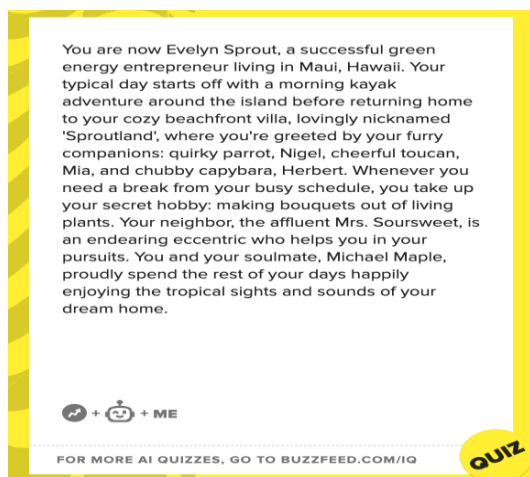 You are now Evelyn Sprout, a successful green
energy entrepreneur living in Maui, Hawaii. Your
typical day starts off with a morning kayak
adventure around the island before returning home
to your cozy beachfront villa, lovingly nicknamed
'Sproutland', where you're greeted by your furry
companions: quirky parrot, Nigel, cheerful toucan,
Mia, and chubby capybara, Herbert. Whenever you
need a break from your busy schedule, you take up
your secret hobby: making bouquets out of living
plants. Your neighbor, the affluent Mrs. Soursweet, is
an endearing eccentric who helps you in your
pursuits. You and your soulmate, Michael Maple,
proudly spend the rest of your days happily
enjoying the tropical sights and sounds of your
dream home.
+ + ME
FOR MORE AI QUIZZES, GO TO BUZZFEED.COM/IQ
QUIZ